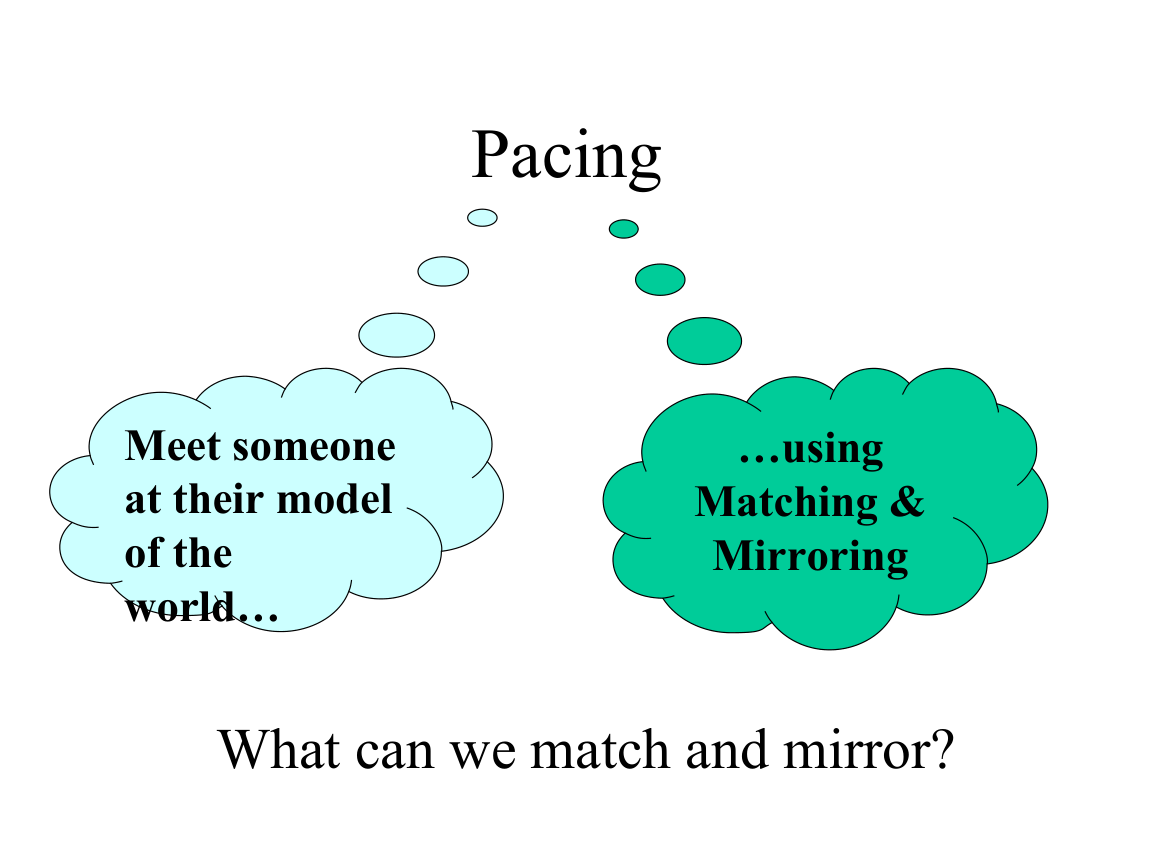 Pacing
Meet someone
at their model
of the
world…
…using
Matching &
Mirroring
What can we match and mirror?